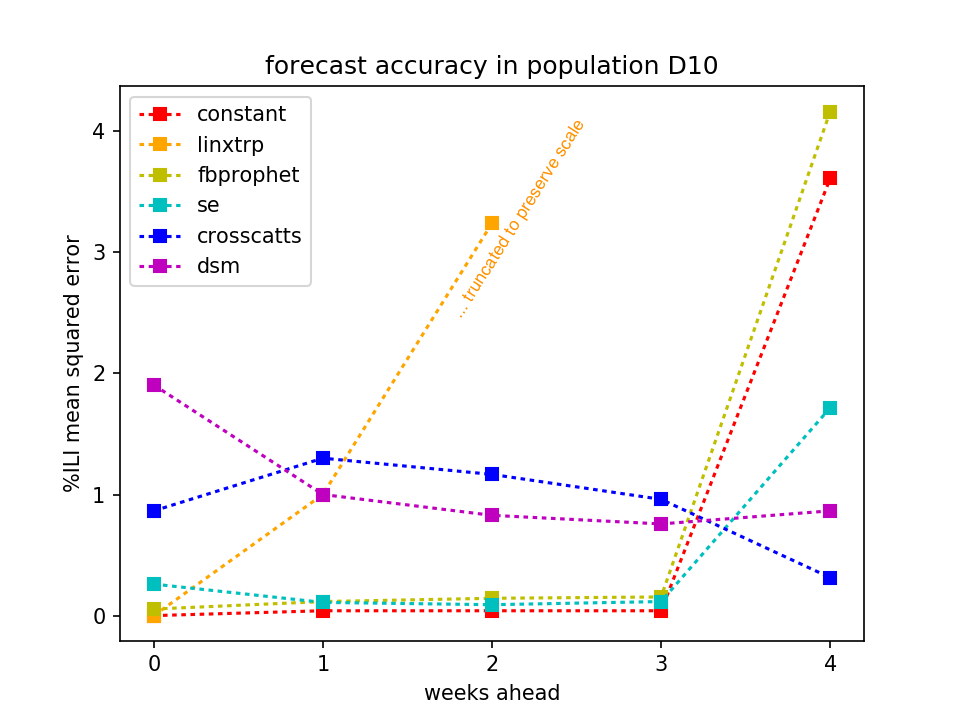 forecast accuracy in population D10
constant
linxtrp
fbprophet
se
crosscatts
dsm
... truncated to preserve scale
%ILI mean squared error
4
3
2
1
0
0 1 2 3 4
weeks ahead